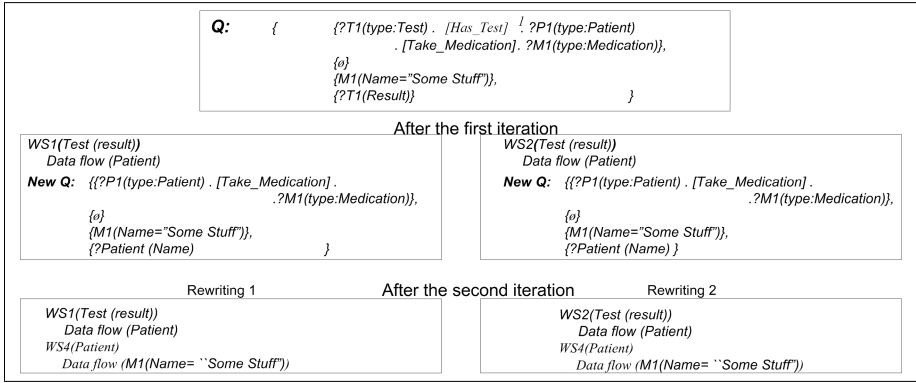 Q: { {?T1(type:Test) . [Has_Test] 1. ?P1(type:Patient)
. [Take_Medication]. ?M1(type:Medication)},
{ø}
{M1(Name="Some Stuff")},
{?T1(Result)} }
After the first iteration
WS1(Test (result))
Data flow (Patient)
New Q: {{?P1(type:Patient) . [Take_Medication] .
.?M1(type:Medication)},
{ø}
{M1(Name="Some Stuff")},
{?Patient (Name) }
WS2(Test (result))
Data flow (Patient)
New Q: {{?P1(type:Patient) . [Take_Medication] .
.?M1(type:Medication)},
{ø}
{M1(Name="Some Stuff")},
{?Patient (Name) }
Rewriting 1 After the second iteration Rewriting 2
WS1(Test (result))
Data flow (Patient)
WS4(Patient)
Data flow (M1(Name= ``Some Stuff"))
WS2(Test (result))
Data flow (Patient)
WS4(Patient)
Data flow (M1(Name= ``Some Stuff"))